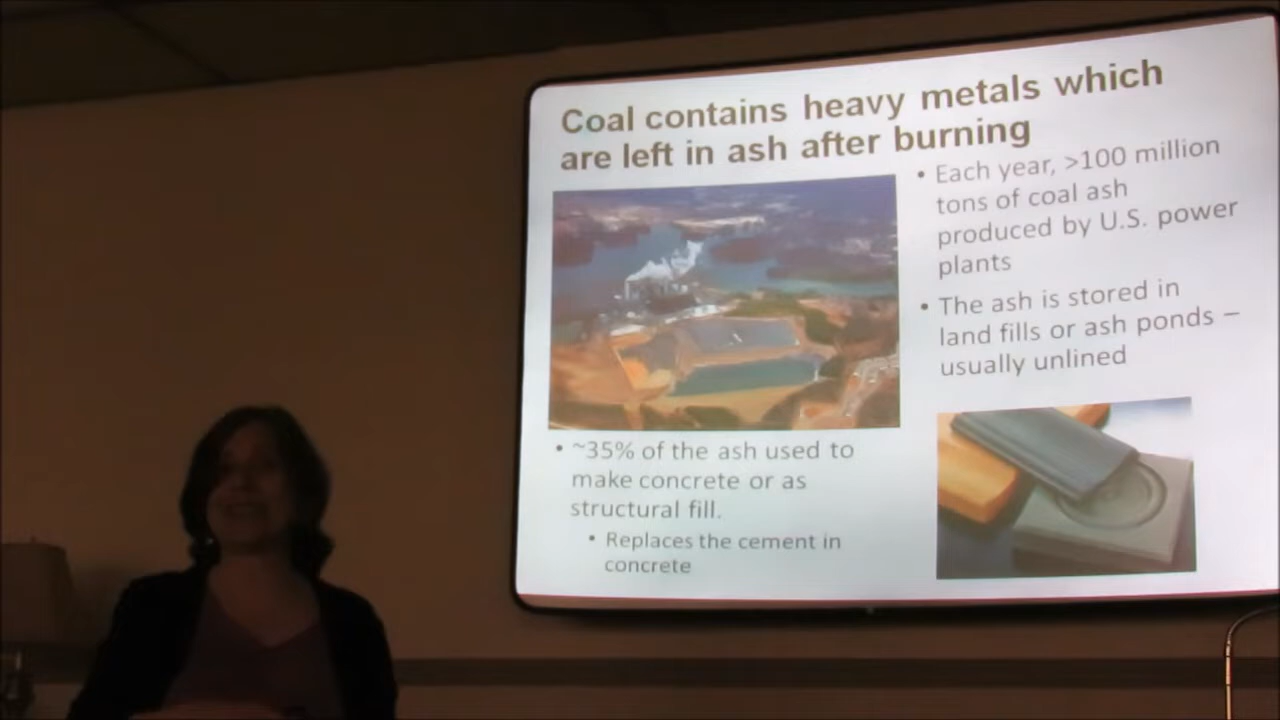 Coal contains heavy metals which
are left in ash after burning
• Each year, >100 million
tons of coal ash
produced by U.S. power
plants
• The ash is stored in
land fills or ash ponds –
usually unlined
• ~35% of the ash used to
make concrete or as
structural fill.
• Replaces the cement in
concrete